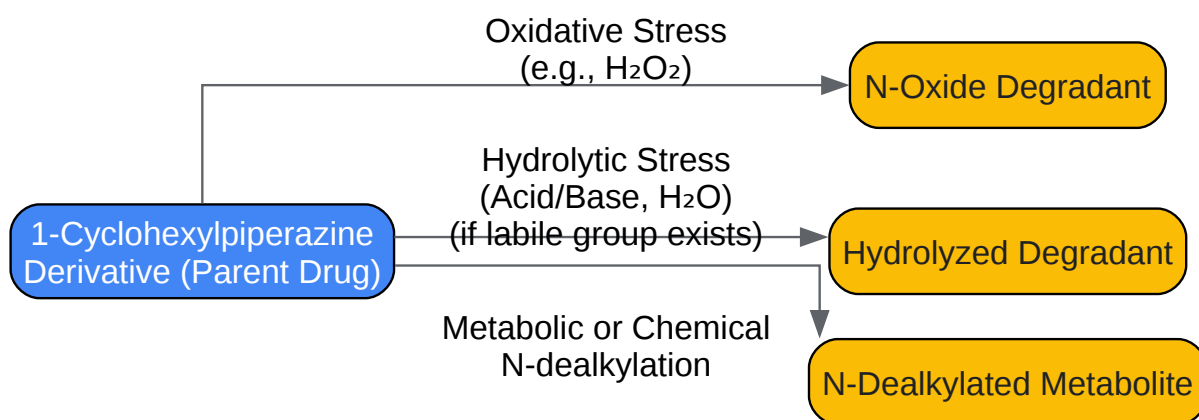 Oxidative Stress
(e.g., H₂O₂)
N-Oxide Degradant
Hydrolytic Stress
(Acid/Base, H₂O)
(if labile group exists)
1-Cyclohexylpiperazine
Derivative (Parent Drug)
Hydrolyzed Degradant
Metabolic or Chemical
N-dealkylation
N-Dealkylated Metabolite